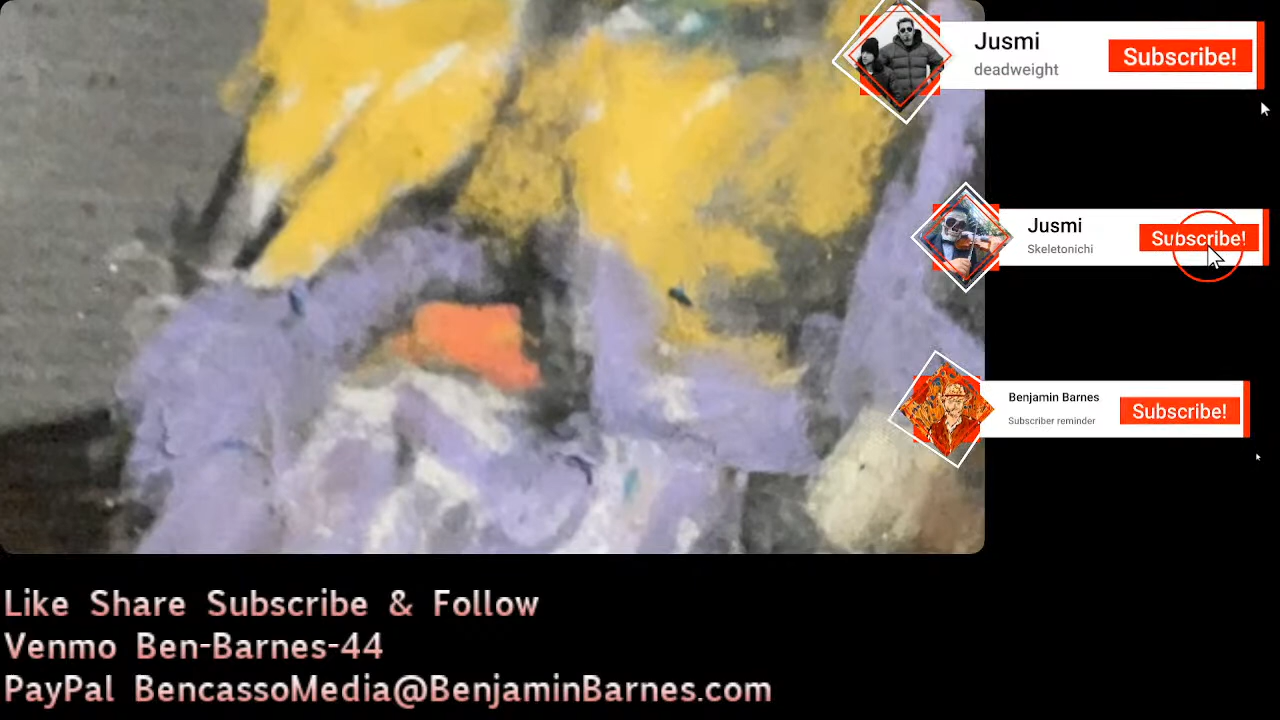 Jusmi
deadweight
Subscribe!
Jusmi
Skeletonichi
Subscribe!
Benjamin Barnes
Subscriber reminder
Subscribe!
Like Share Subscribe & Follow
Venmo Ben-Barnes-44
PayPal BencassoMedia@BenjaminBarnes.com